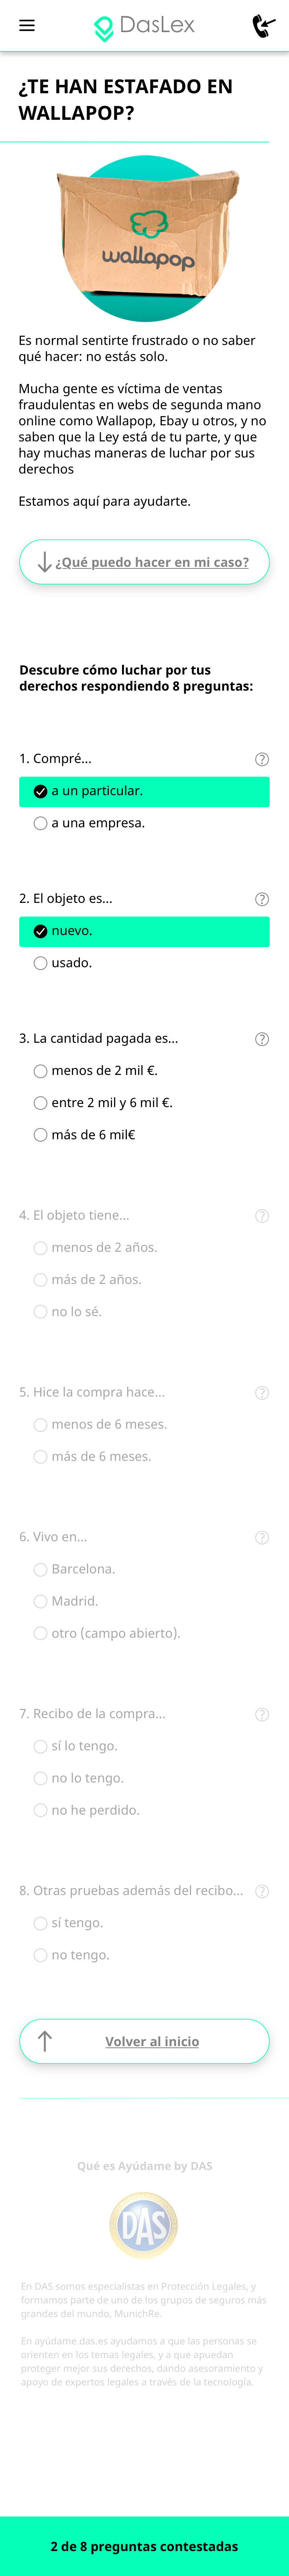 DasLex
¿TE HAN ESTAFADO EN
WALLAPOP?
wallapop
Es normal sentirte frustrado o no saber
qué hacer: no estás solo.
Mucha gente es víctima de ventas
fraudulentas en webs de segunda mano
online como Wallapop, Ebay u otros, y no
saben que la Ley está de tu parte, y que
hay muchas maneras de luchar por sus
derechos
Estamos aquí para ayudarte.
¿Qué puedo hacer en mi caso?
Descubre cómo luchar por tus
derechos respondiendo 8 preguntas:
1. Compré... ?
a un particular.
a una empresa.
2. El objeto es... ?
nuevo.
usado.
3. La cantidad pagada es... ?
menos de 2 mil €.
entre 2 mil y 6 mil €.
más de 6 mil€
4. El objeto tiene... ?
menos de 2 años.
más de 2 años.
no lo sé.
5. Hice la compra hace... ?
menos de 6 meses.
más de 6 meses.
6. Vivo en... ?
Barcelona.
Madrid.
otro (campo abierto).
7. Recibo de la compra... ?
sí lo tengo.
no lo tengo.
no he perdido.
8. Otras pruebas además del recibo... ?
sí tengo.
no tengo.
Volver al inicio
Qué es Ayúdame by DAS
DAS
En DAS somos especialistas en Protección Legales, y
formamos parte de uno de los grupos de seguros más
grandes del mundo, MunichRe.
En ayúdame.das.es ayudamos a que las personas se
orienten en los temas legales, y a que apuedan
proteger mejor sus derechos, dando asesoramiento y
apoyo de expertos legales a través de la tecnología.
2 de 8 preguntas contestadas